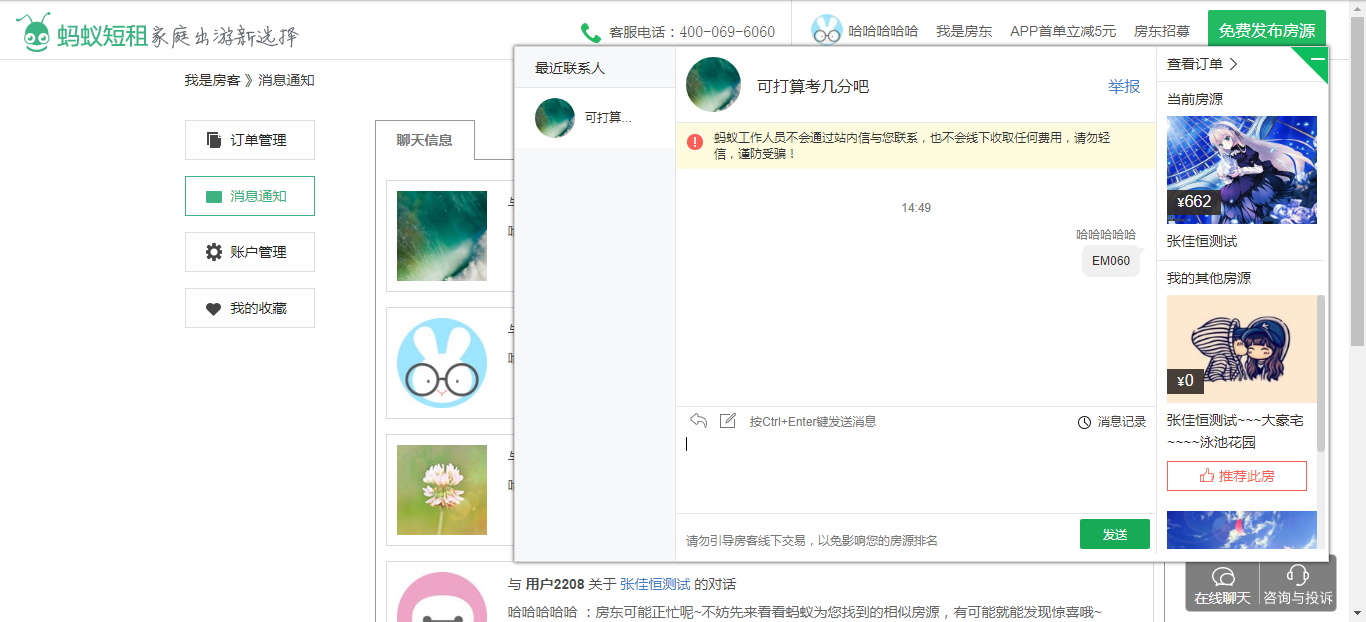 蚂蚁短租 家庭出游新选择
客服电话：400-069-6060
哈哈哈哈哈
我是房东
APP首单立减5元
房东招募
免费发布房源
我是房客 》消息通知
订单管理
消息通知
账户管理
我的收藏
聊天信息
与 用户2208 关于 张佳恒测试 的对话
哈哈哈哈哈 ：房东可能正忙呢~不妨先来看看蚂蚁为您找到的相似房源，有可能就能发现惊喜哦~
最近联系人
可打算...
可打算考几分吧
举报
蚂蚁工作人员不会通过站内信与您联系，也不会线下收取任何费用，请勿轻
信，谨防受骗！
14:49
哈哈哈哈哈
EM060
按Ctrl+Enter键发送消息
消息记录
请勿引导房客线下交易，以免影响您的房源排名
发送
查看订单
当前房源
¥662
张佳恒测试
我的其他房源
¥0
张佳恒测试~~~大豪宅
~~~~泳池花园
推荐此房
在线聊天
咨询与投诉